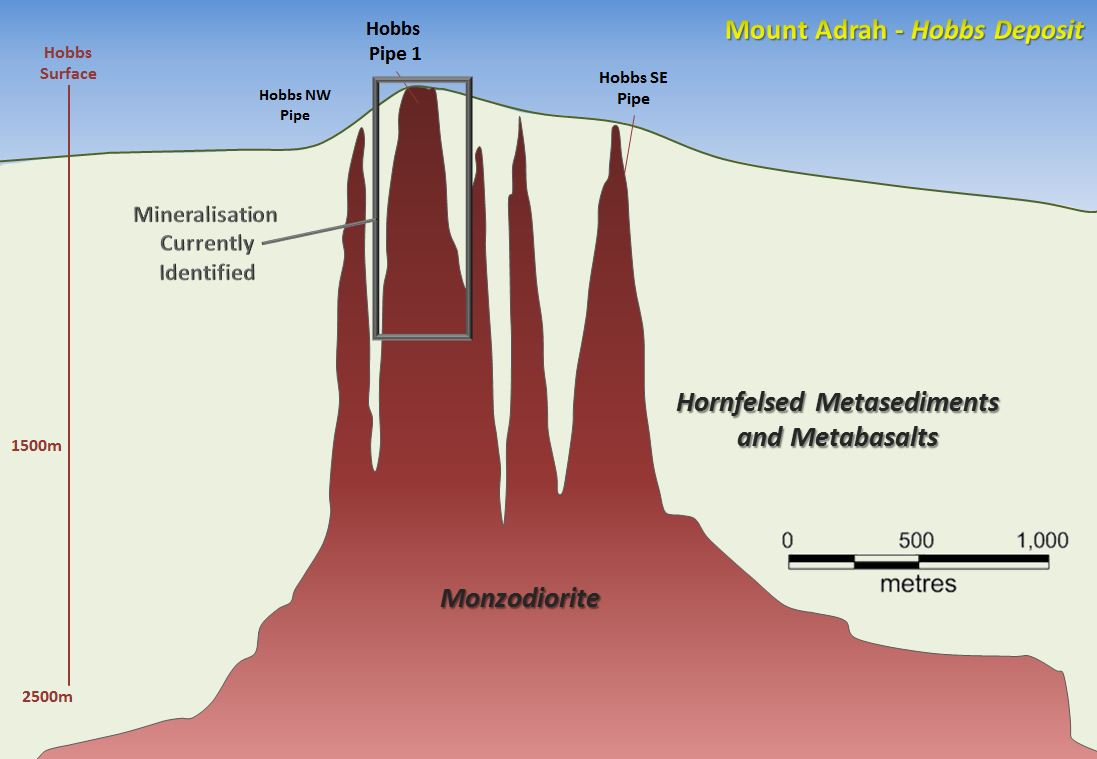 Mount Adrah - Hobbs Deposit
Hobbs
Pipe 1
Hobbs
Surface
Hobbs NW
Pipe
Hobbs SE
Pipe
Mineralisation
Currently
Identified
Hornfelsed Metasediments
and Metabasalts
1500m
0 500 1,000
metres
Monzodiorite
2500m